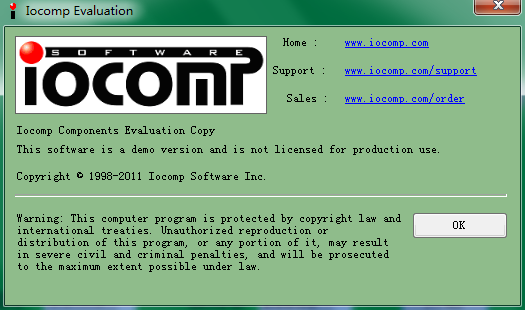 Iocomp Evaluation
SOFTWARE
iocomp
Home : www.iocomp.com
Support : www.iocomp.com/support
Sales : www.iocomp.com/order
Iocomp Components Evaluation Copy
This software is a demo version and is not licensed for production use.
Copyright © 1998-2011 Iocomp Software Inc.
Warning: This computer program is protected by copyright law and
international treaties. Unauthorized reproduction or
distribution of this program, or any portion of it, may result
in severe civil and criminal penalties, and will be prosecuted
to the maximum extent possible under law.
OK